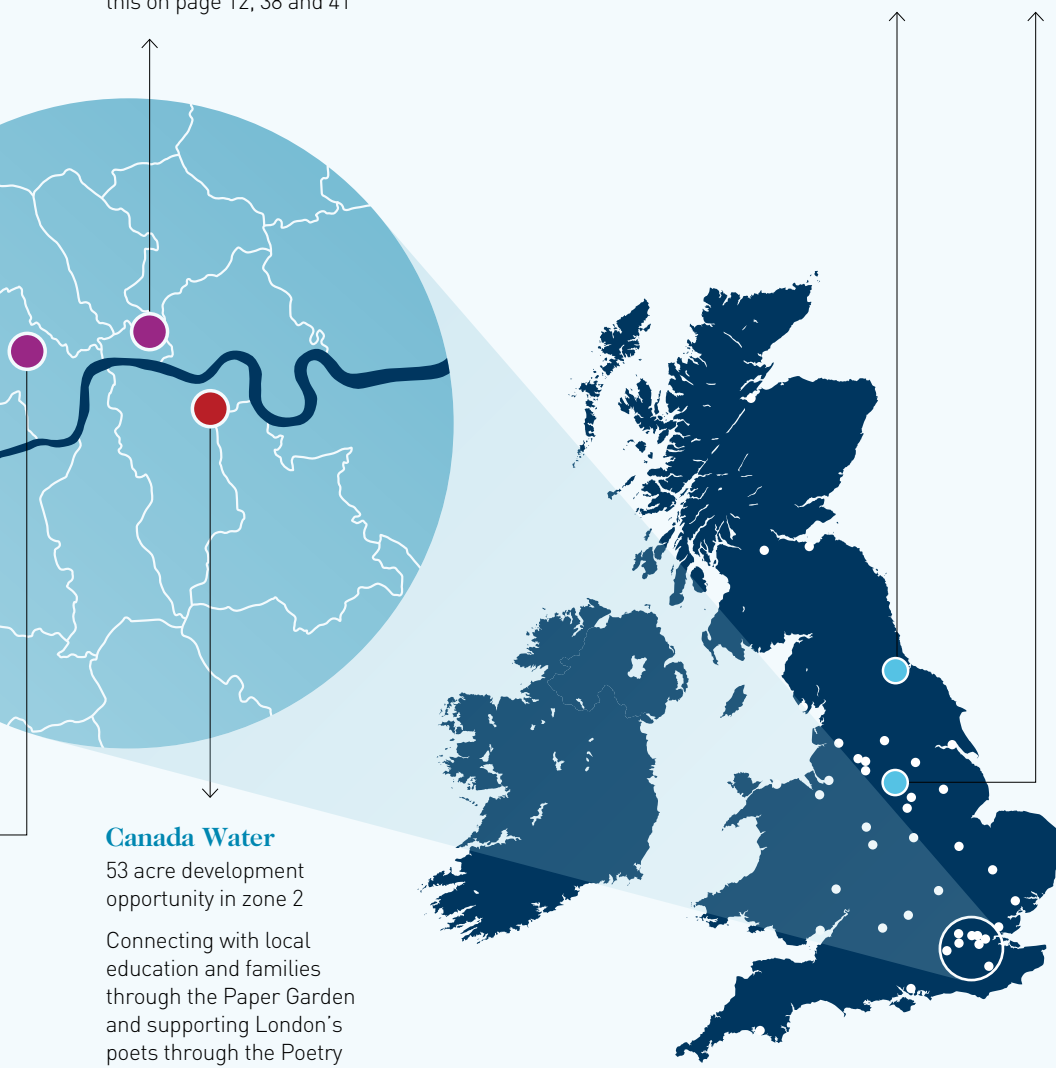 this on page 12, 38 and 41
Canada Water
53 acre development
opportunity in zone 2
Connecting with local
education and families
through the Paper Garden
and supporting London's
poets through the Poetry